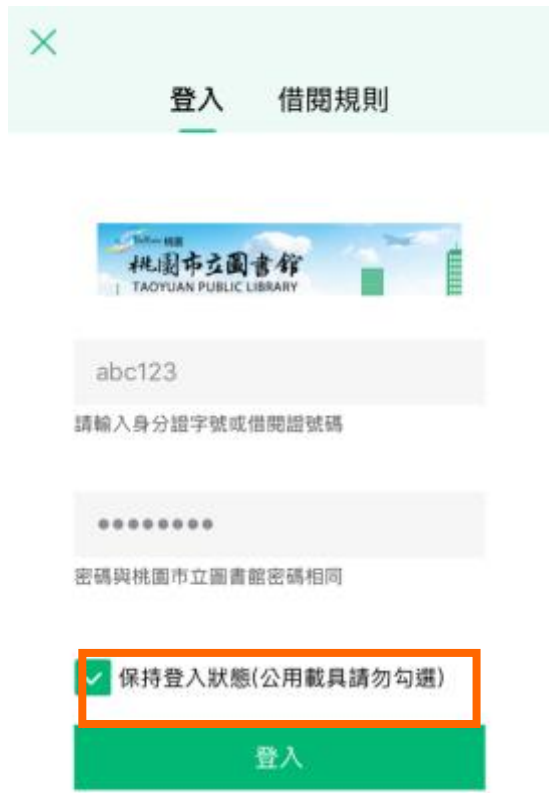 登入 借閱規則
桃園
桃園市立圖書館
TAOYUAN PUBLIC LIBRARY
abc123
請輸入身分證字號或借閱證號碼
密碼與桃園市立圖書館密碼相同
保持登入狀態(公用載具請勿勾選)
登入